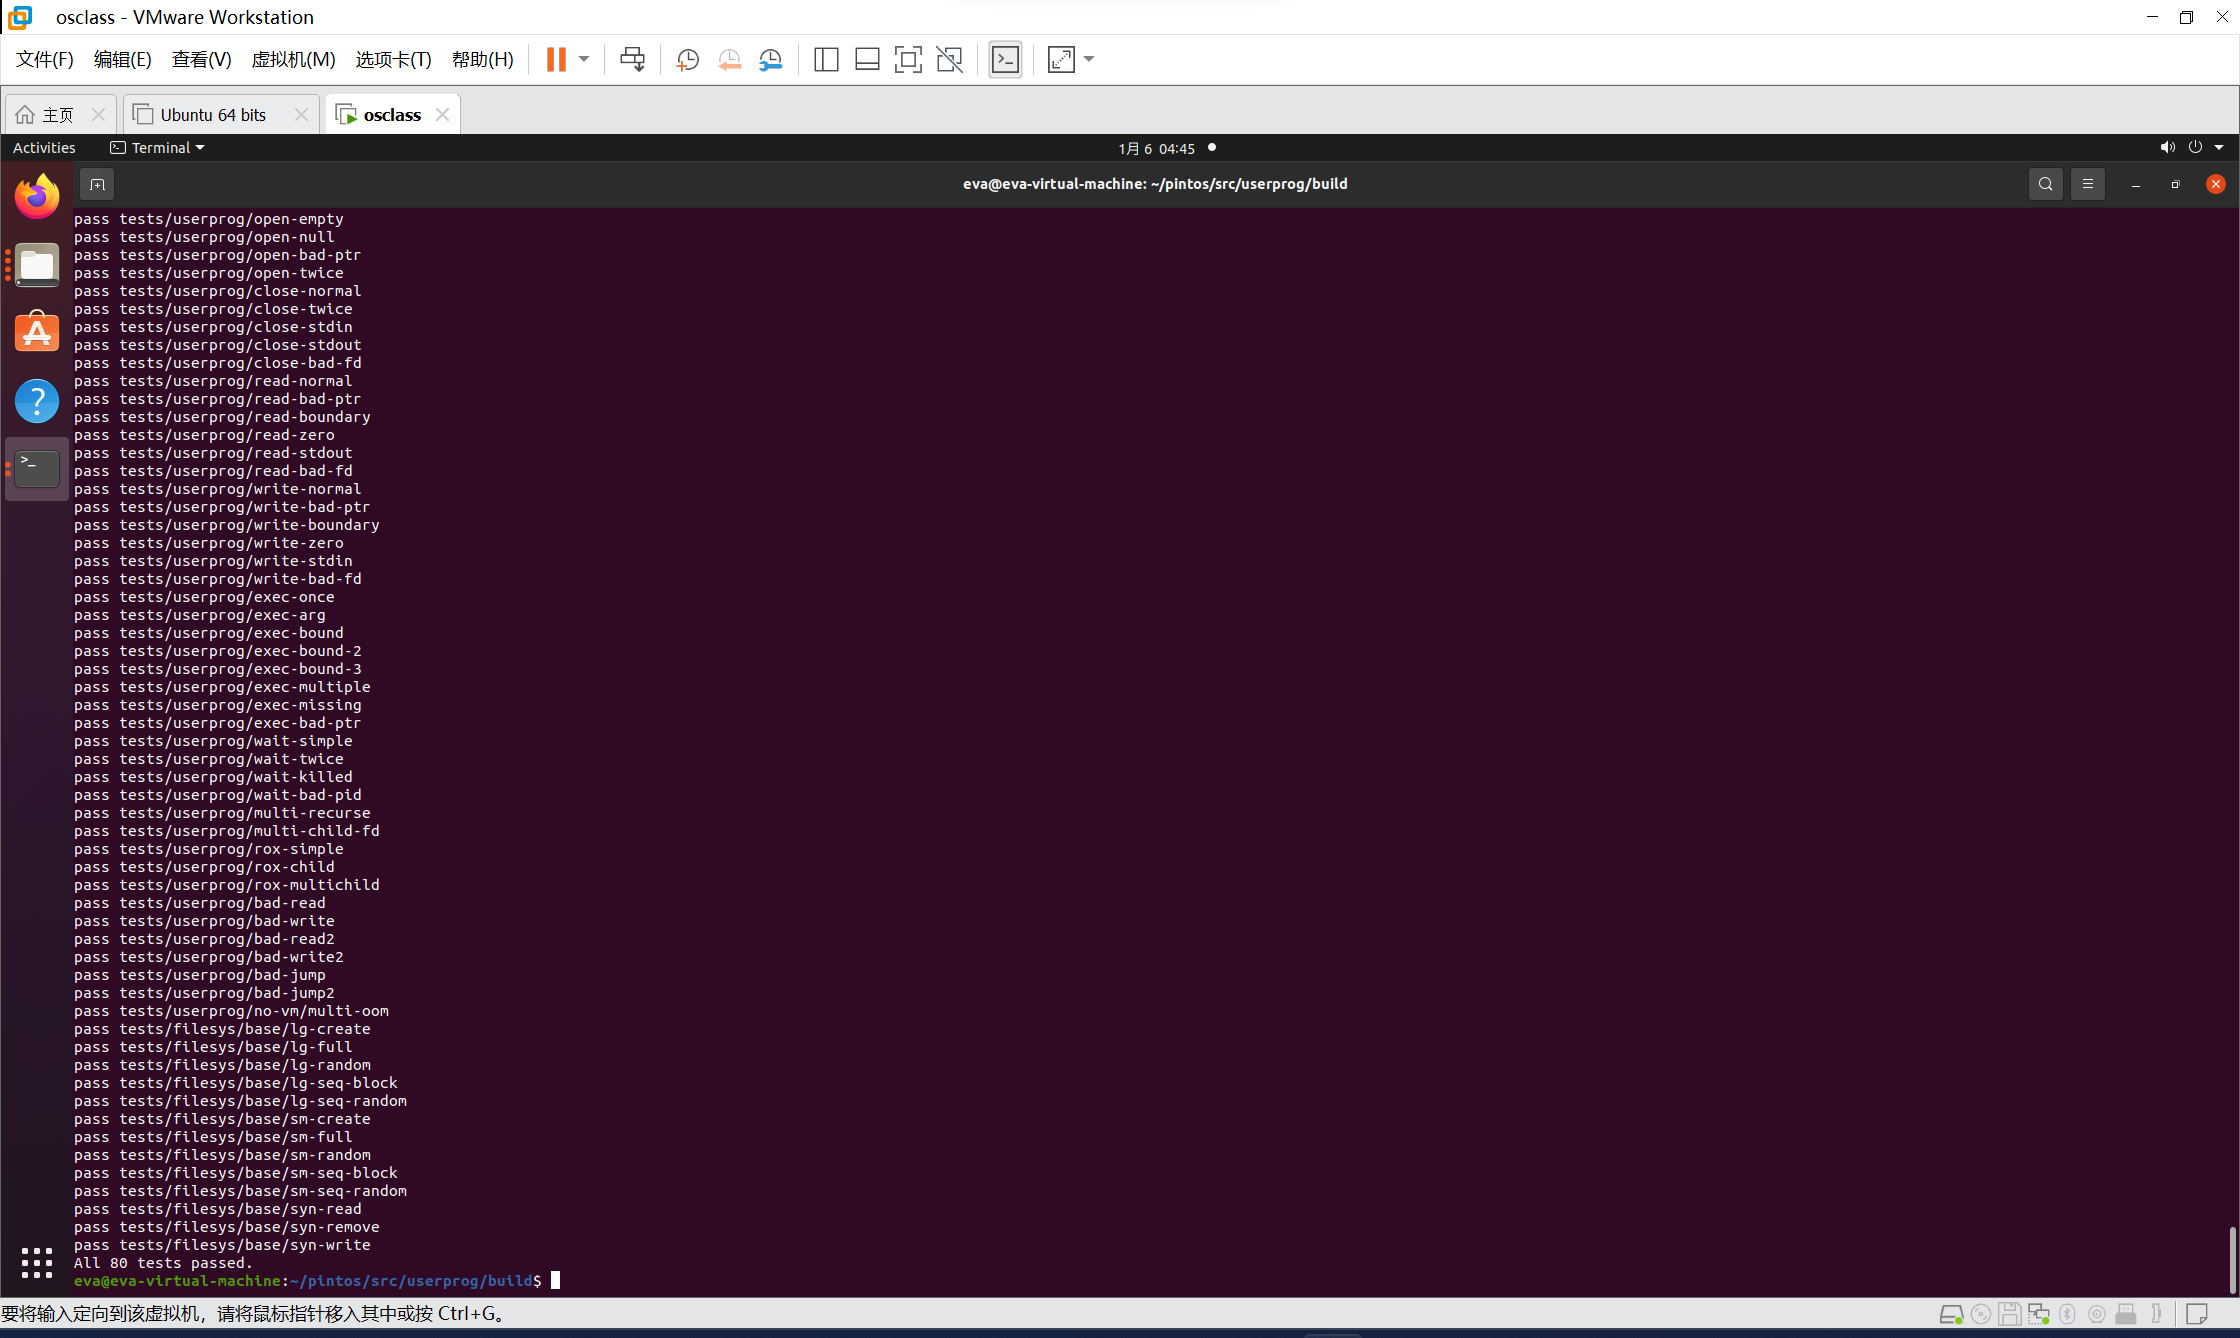 osclass - VMware Workstation
文件(F) 编辑(E) 查看(V) 虚拟机(M) 选项卡(T) 帮助(H)
主页 Ubuntu 64 bits osclass
Activities Terminal 1月 6 04:45
eva@eva-virtual-machine: ~/pintos/src/userprog/build
pass tests/userprog/open-empty
pass tests/userprog/open-null
pass tests/userprog/open-bad-ptr
pass tests/userprog/open-twice
pass tests/userprog/close-normal
pass tests/userprog/close-twice
pass tests/userprog/close-stdin
pass tests/userprog/close-stdout
pass tests/userprog/close-bad-fd
pass tests/userprog/read-normal
pass tests/userprog/read-bad-ptr
pass tests/userprog/read-boundary
pass tests/userprog/read-zero
pass tests/userprog/read-stdout
pass tests/userprog/read-bad-fd
pass tests/userprog/write-normal
pass tests/userprog/write-bad-ptr
pass tests/userprog/write-boundary
pass tests/userprog/write-zero
pass tests/userprog/write-stdin
pass tests/userprog/write-bad-fd
pass tests/userprog/exec-once
pass tests/userprog/exec-arg
pass tests/userprog/exec-bound
pass tests/userprog/exec-bound-2
pass tests/userprog/exec-bound-3
pass tests/userprog/exec-multiple
pass tests/userprog/exec-missing
pass tests/userprog/exec-bad-ptr
pass tests/userprog/wait-simple
pass tests/userprog/wait-twice
pass tests/userprog/wait-killed
pass tests/userprog/wait-bad-pid
pass tests/userprog/multi-recurse
pass tests/userprog/multi-child-fd
pass tests/userprog/rox-simple
pass tests/userprog/rox-child
pass tests/userprog/rox-multichild
pass tests/userprog/bad-read
pass tests/userprog/bad-write
pass tests/userprog/bad-read2
pass tests/userprog/bad-write2
pass tests/userprog/bad-jump
pass tests/userprog/bad-jump2
pass tests/userprog/no-vm/multi-oom
pass tests/filesys/base/lg-create
pass tests/filesys/base/lg-full
pass tests/filesys/base/lg-random
pass tests/filesys/base/lg-seq-block
pass tests/filesys/base/lg-seq-random
pass tests/filesys/base/sm-create
pass tests/filesys/base/sm-full
pass tests/filesys/base/sm-random
pass tests/filesys/base/sm-seq-block
pass tests/filesys/base/sm-seq-random
pass tests/filesys/base/syn-read
pass tests/filesys/base/syn-remove
pass tests/filesys/base/syn-write
All 80 tests passed.
eva@eva-virtual-machine:~/pintos/src/userprog/build$
要将输入定向到该虚拟机，请将鼠标指针移入其中或按 Ctrl+G。